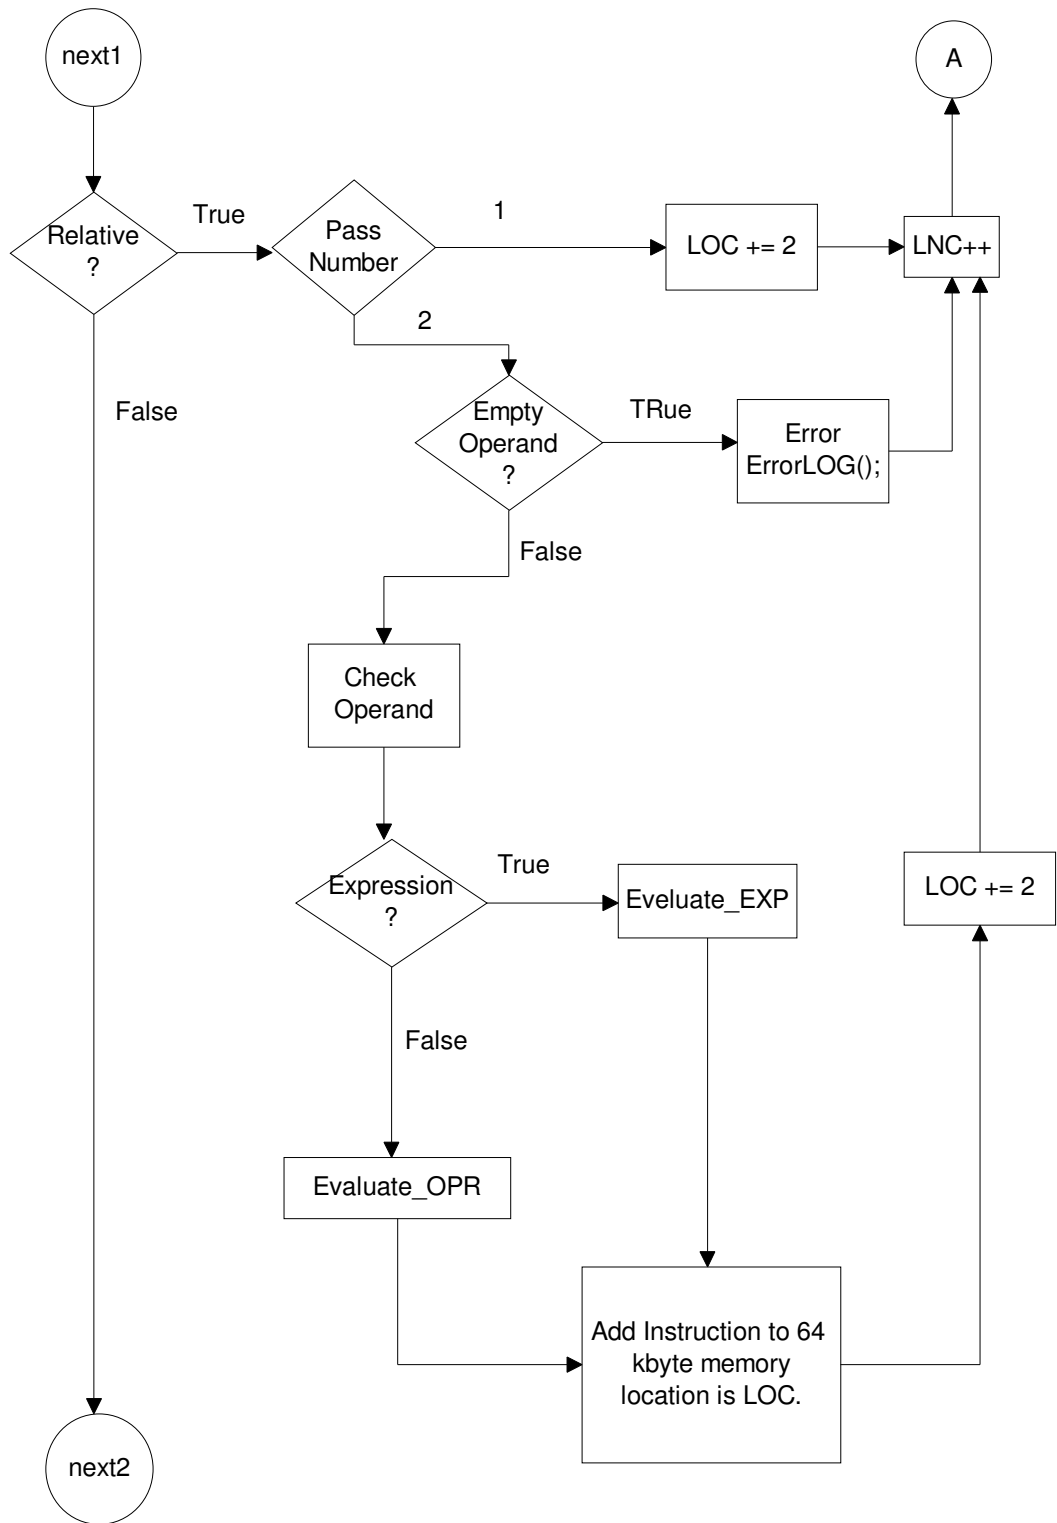 next1
A
Relative
?
True
Pass
Number
1
LOC += 2
LNC++
2
False
Empty
Operand
?
TRue
Error
ErrorLOG();
False
Check
Operand
Expression
?
True
Eveluate_EXP
LOC += 2
False
Evaluate_OPR
Add Instruction to 64
kbyte memory
location is LOC.
next2